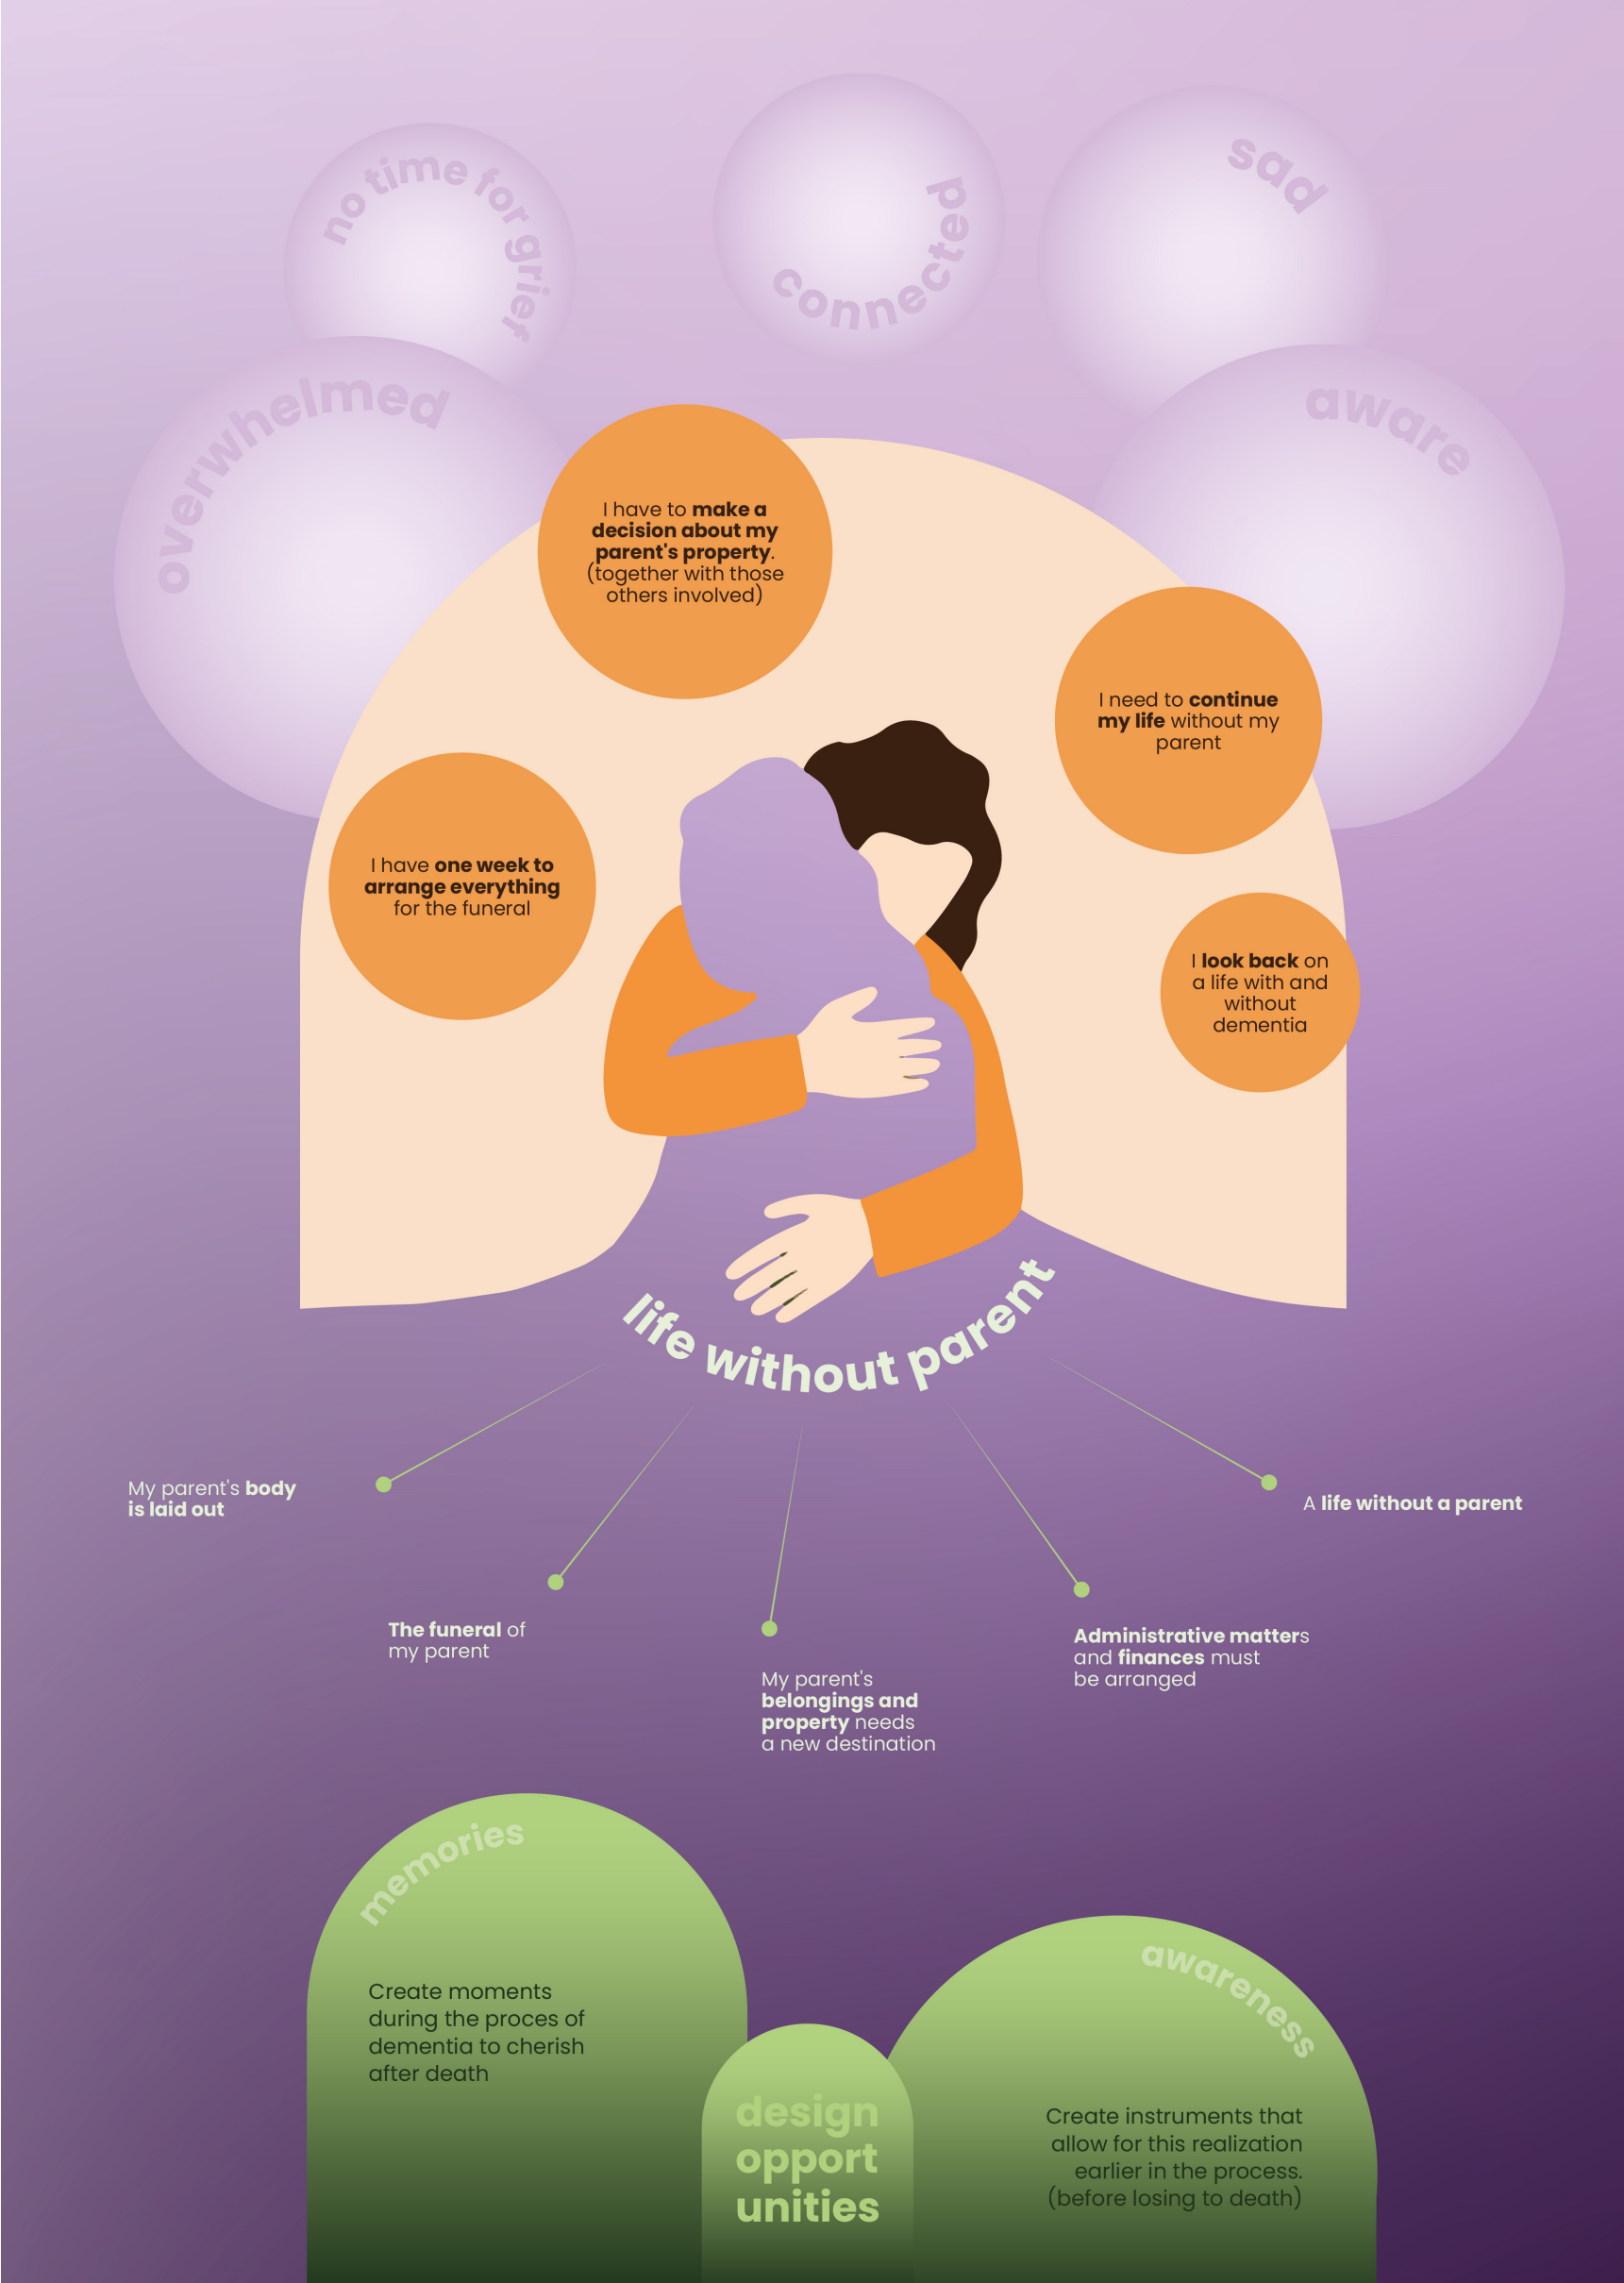 no time for grief
connected
sad
overwhelmed
aware
I have to make a
decision about my
parent's property.
(together with those
others involved)
I need to continue
my life without my
parent
I have one week to
arrange everything
for the funeral
I look back on
a life with and
without
dementia
life without parent
My parent's body
is laid out
A life without a parent
The funeral of
my parent
Administrative matters
and finances must
be arranged
My parent's
belongings and
property needs
a new destination
memories
Create moments
during the proces of
dementia to cherish
after death
awareness
Create instruments that
allow for this realization
earlier in the process.
(before losing to death)
design
opport
unities